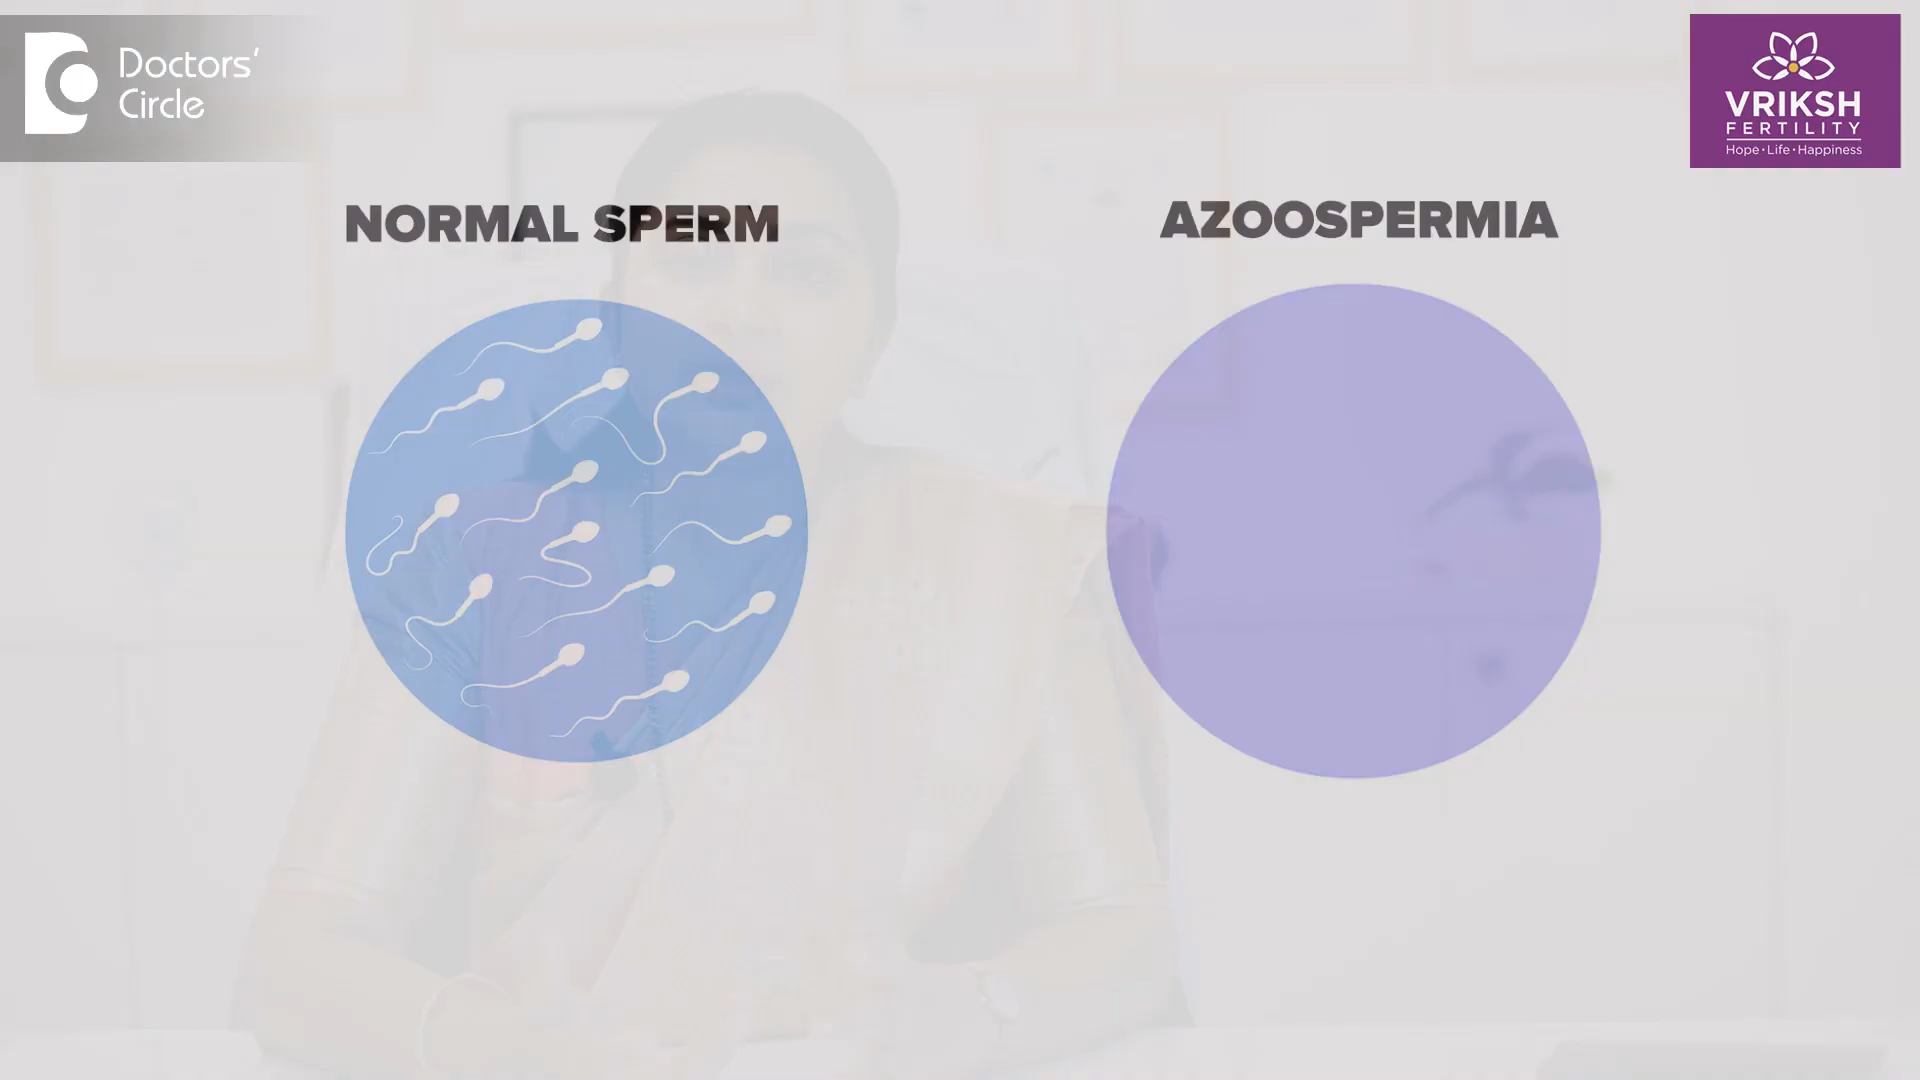 Doctors'
Circle
VRIKSH
FERTILITY
Hope·Life·Happiness
NORMAL SPERM
AZOOSPERMIA